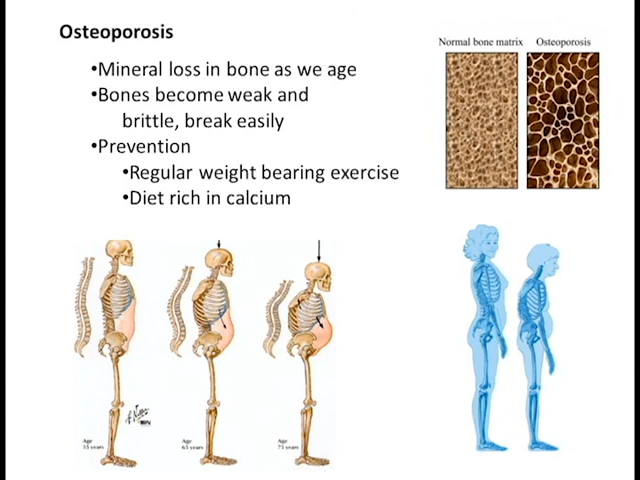 Osteoporosis
•Mineral loss in bone as we age
•Bones become weak and
brittle, break easily
•Prevention
•Regular weight bearing exercise
•Diet rich in calcium
Normal bone matrix
Osteoporosis
Age
55 years
Age
65 years
Age
75 years